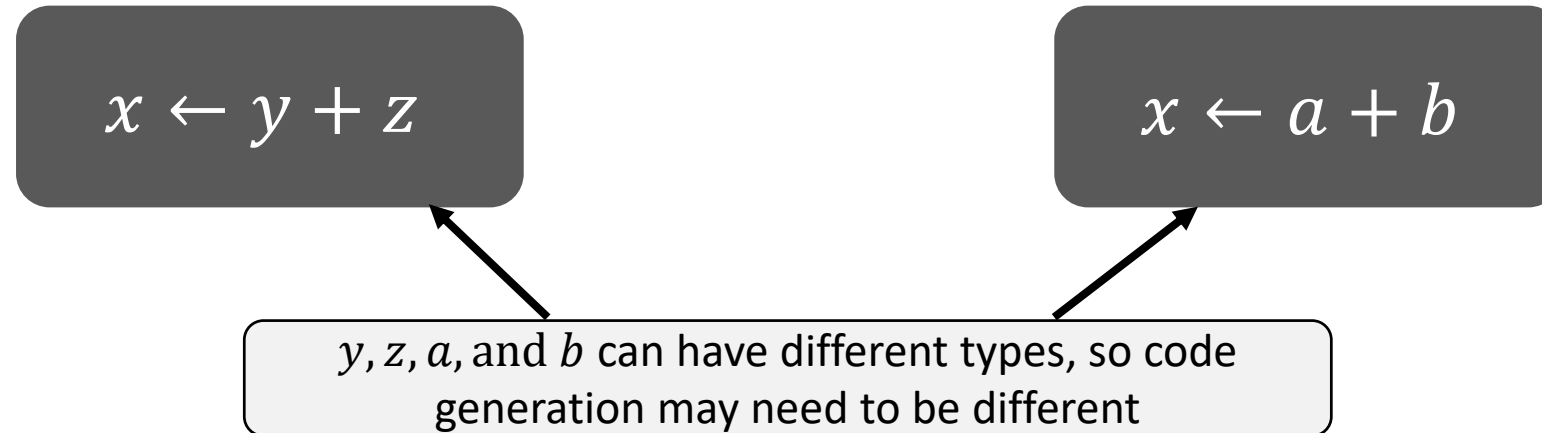 x ← y + z
x ← a + b
y, z, a, and b can have different types, so code
generation may need to be different